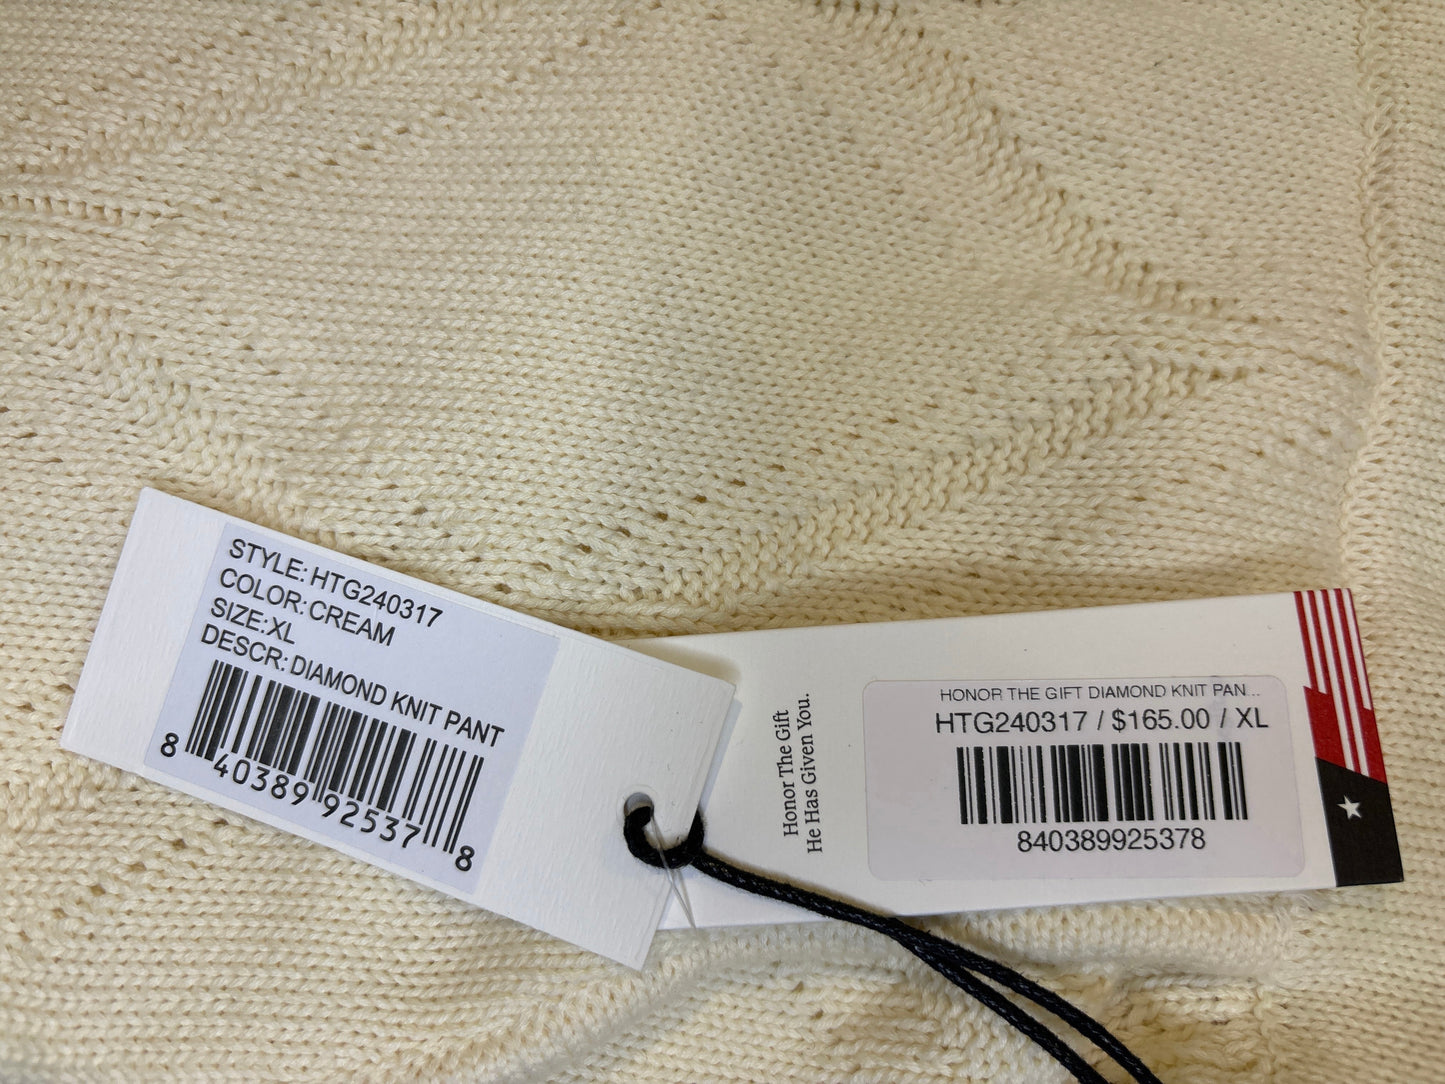 STYLE: HTG240317
COLOR: CREAM
SIZE:XL
DESCR: DIAMOND KNIT PANT
8 40389 92537 8
Honor The Gift
He Has Given You.
HONOR THE GIFT DIAMOND KNIT PAN...
HTG240317 / $165.00 / XL
840389925378